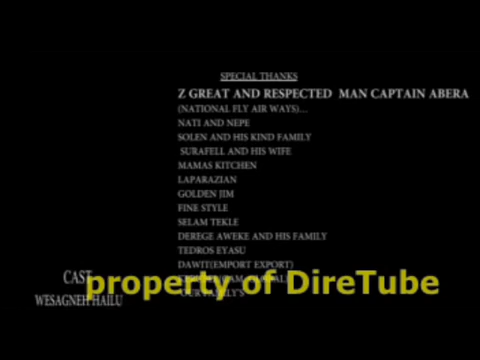 SPECIAL THANKS
Z GREAT AND RESPECTED MAN CAPTAIN ABERA
(NATIONAL FLY AIR WAYS)...
NATI AND NEPE
SOLEN AND HIS KIND FAMILY
SURAFELL AND HIS WIFE
MAMAS KITCHEN
LAPARAZIAN
GOLDEN JIM
FINE STYLE
SELAM TEKLE
DEREGE AWEKE AND HIS FAMILY
TEDROS EYASU
DAWIT(EMPORT EXPORT)
OUR FAMILY'S
CAST
WESAGNEH HAILU
property of DireTube